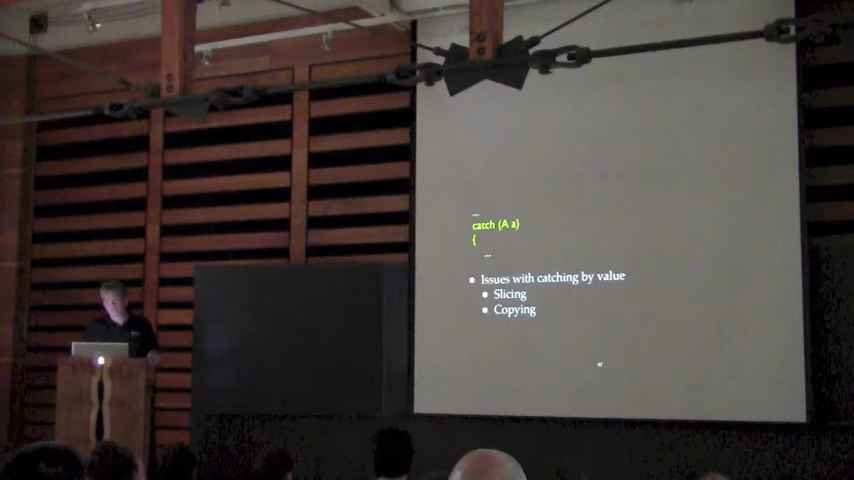 ...
catch (A a)
{
...
• Issues with catching by value
• Slicing
• Copying